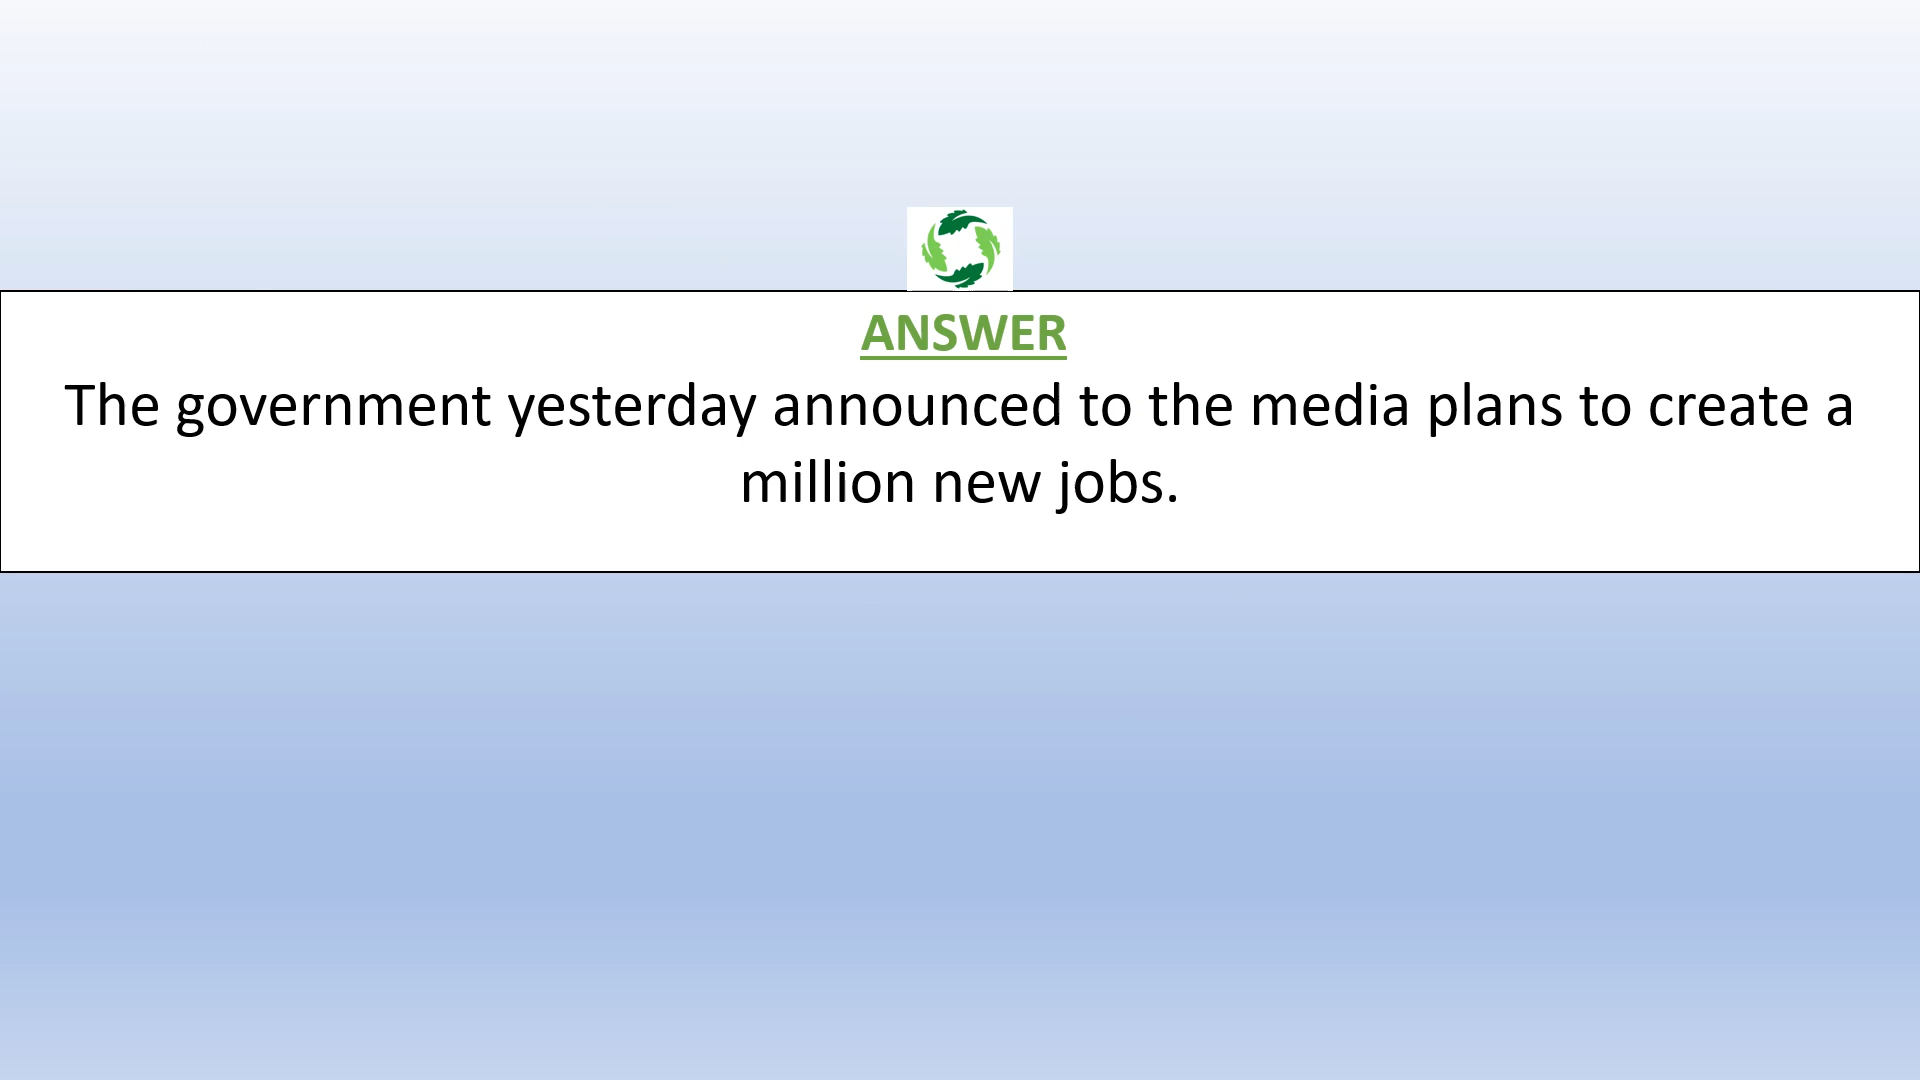 ANSWER
The government yesterday announced to the media plans to create a
million new jobs.